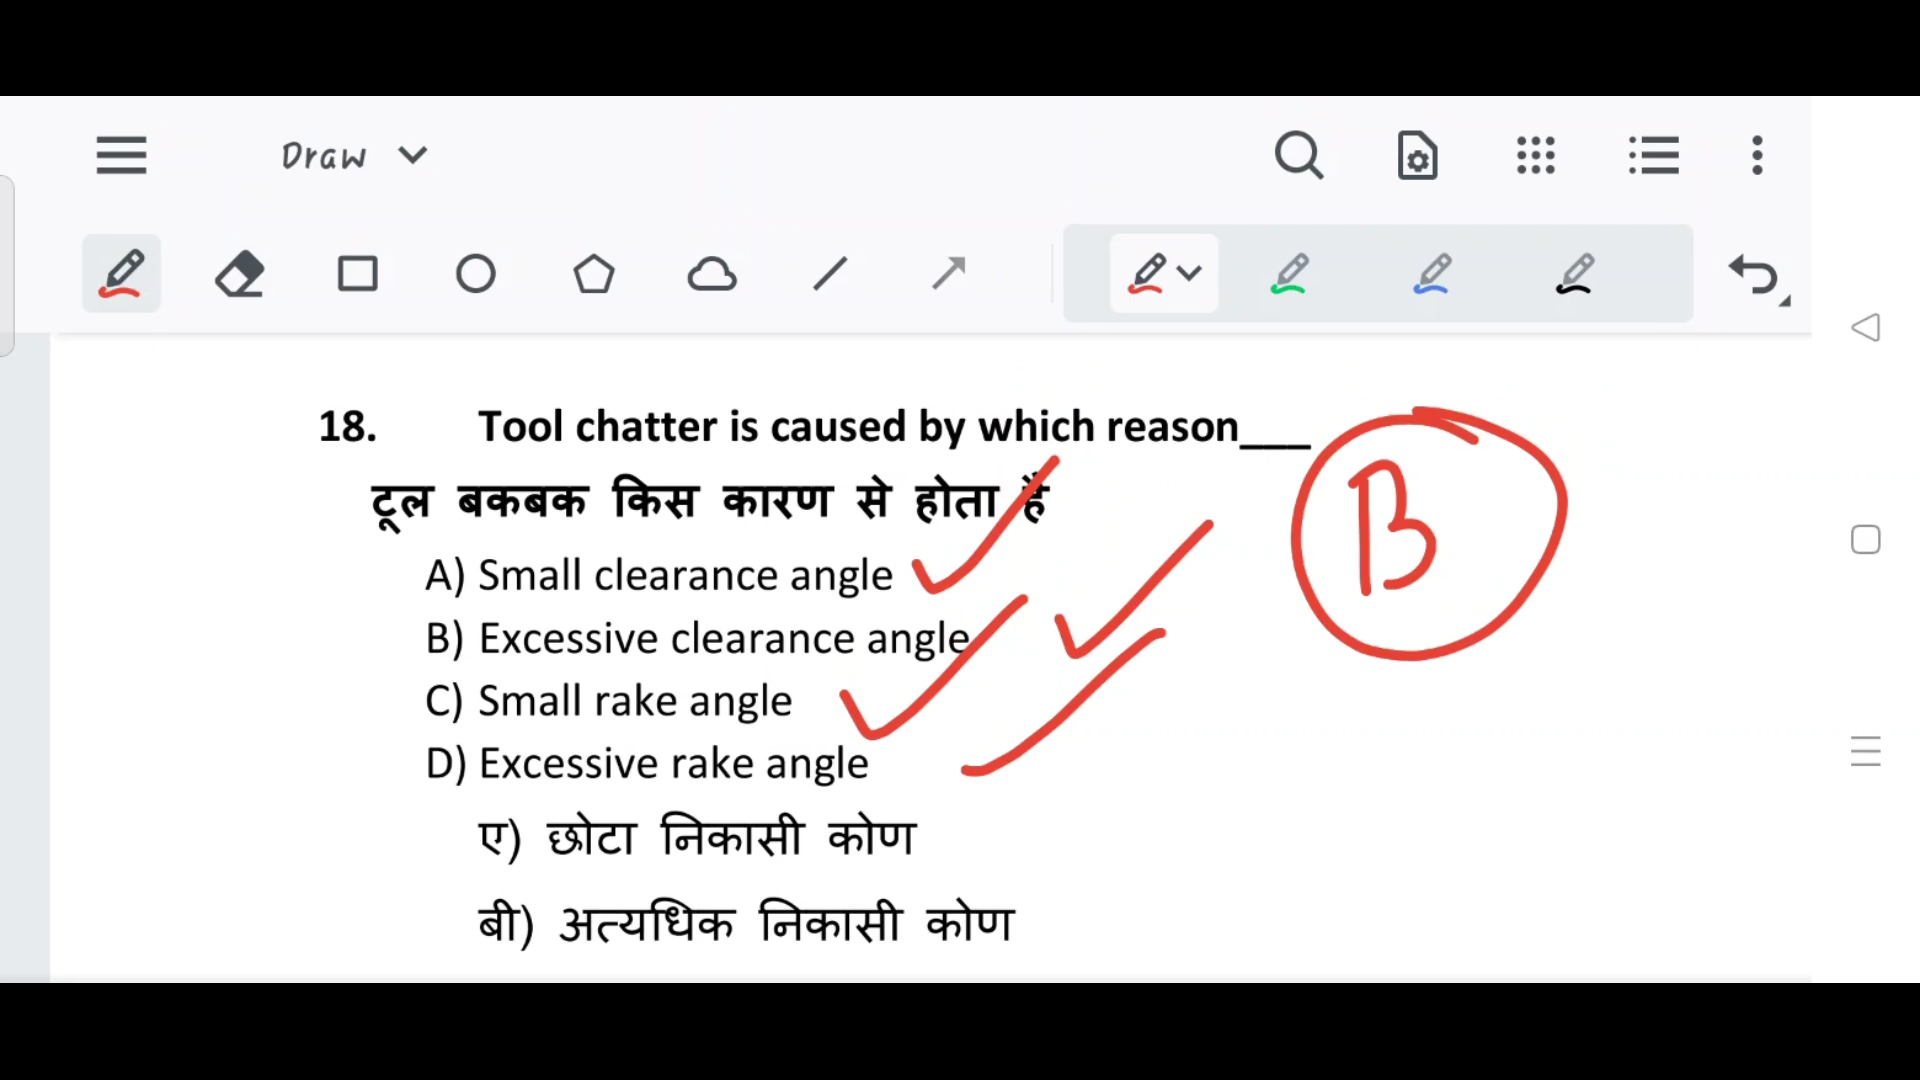 Draw
18. Tool chatter is caused by which reason___
B
टूल बकबक किस कारण से होता है
A) Small clearance angle
B) Excessive clearance angle
C) Small rake angle
D) Excessive rake angle
ए) छोटा निकासी कोण
बी) अत्यधिक निकासी कोण